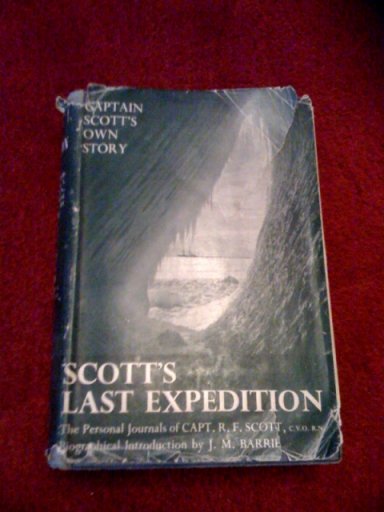 CAPTAIN
SCOTT'S
OWN
STORY
SCOTT'S
LAST EXPEDITION
The Personal Journals of CAPT. R. F. SCOTT, C.V.O. R.N.
Biographical Introduction by J. M. BARRIE